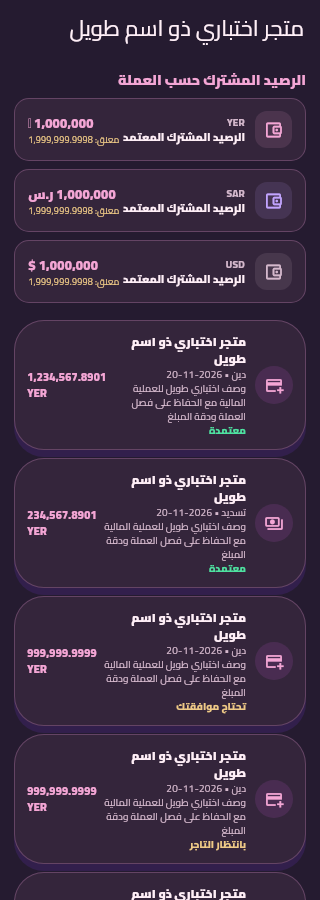 متجر اختباري ذو اسم طويل
الرصيد المشترك حسب العملة
YER
1,000,000
الرصيد المشترك المعتمد
معلق: 1,999,999.9998
SAR
1,000,000 ر.س
الرصيد المشترك المعتمد
معلق: 1,999,999.9998
USD
1,000,000 $
الرصيد المشترك المعتمد
معلق: 1,999,999.9998
متجر اختباري ذو اسم
طويل
دين • 2026-11-20
وصف اختباري طويل للعملية
المالية مع الحفاظ على فصل
العملة ودقة المبلغ
معتمدة
1,234,567.8901
YER
متجر اختباري ذو اسم
طويل
تسديد • 2026-11-20
وصف اختباري طويل للعملية المالية
مع الحفاظ على فصل العملة ودقة
المبلغ
معتمدة
234,567.8901
YER
متجر اختباري ذو اسم
طويل
دين • 2026-11-20
وصف اختباري طويل للعملية المالية
مع الحفاظ على فصل العملة ودقة
المبلغ
تحتاج موافقتك
999,999.9999
YER
متجر اختباري ذو اسم
طويل
دين • 2026-11-20
وصف اختباري طويل للعملية المالية
مع الحفاظ على فصل العملة ودقة
المبلغ
بانتظار التاجر
999,999.9999
YER
متجر اختباري ذو اسم